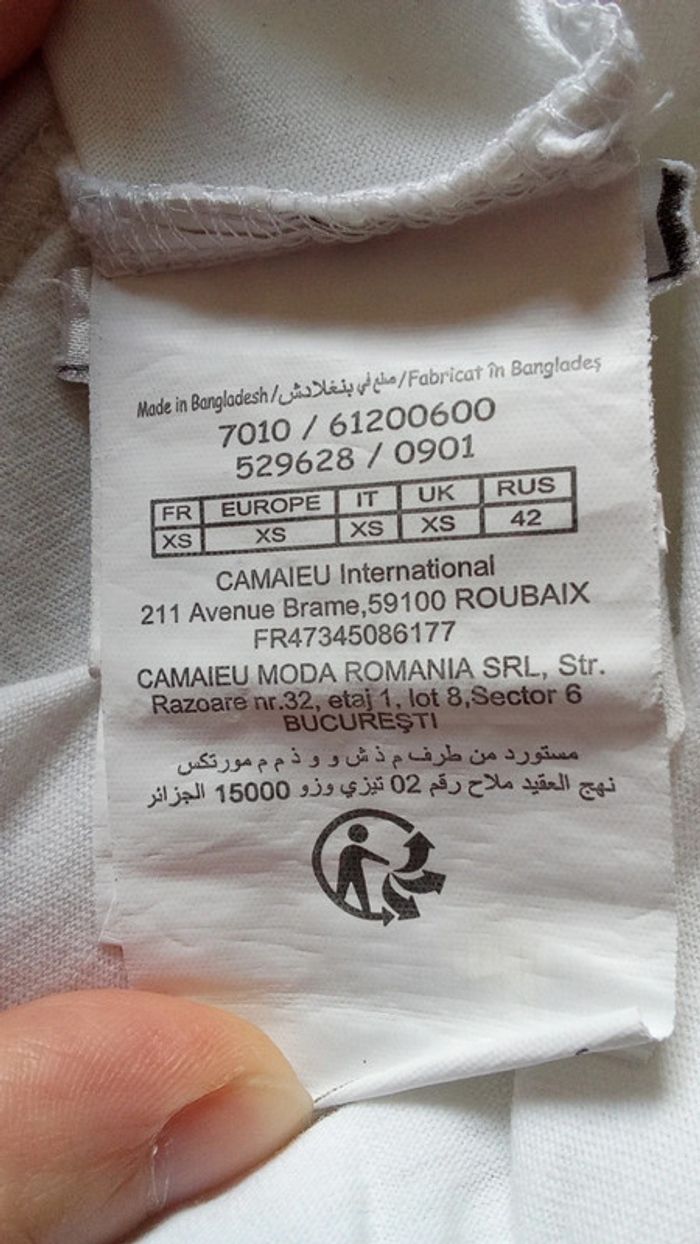 Made in Bangladesh/صنع في بنغلادش/Fabricat în Bangladeș
7010 / 61200600
529628 / 0901
FR EUROPE IT UK RUS
XS XS XS XS 42
CAMAIEU International
211 Avenue Brame,59100 ROUBAIX
FR47345086177
CAMAIEU MODA ROMANIA SRL, Str.
Razoare nr.32, etaj 1, lot 8,Sector 6
BUCUREȘTI
مستورد من طرف م ذ ش و و ذ م م مورتكس
نهج العقيد ملاح رقم 02 تيزي وزو 15000 الجزائر